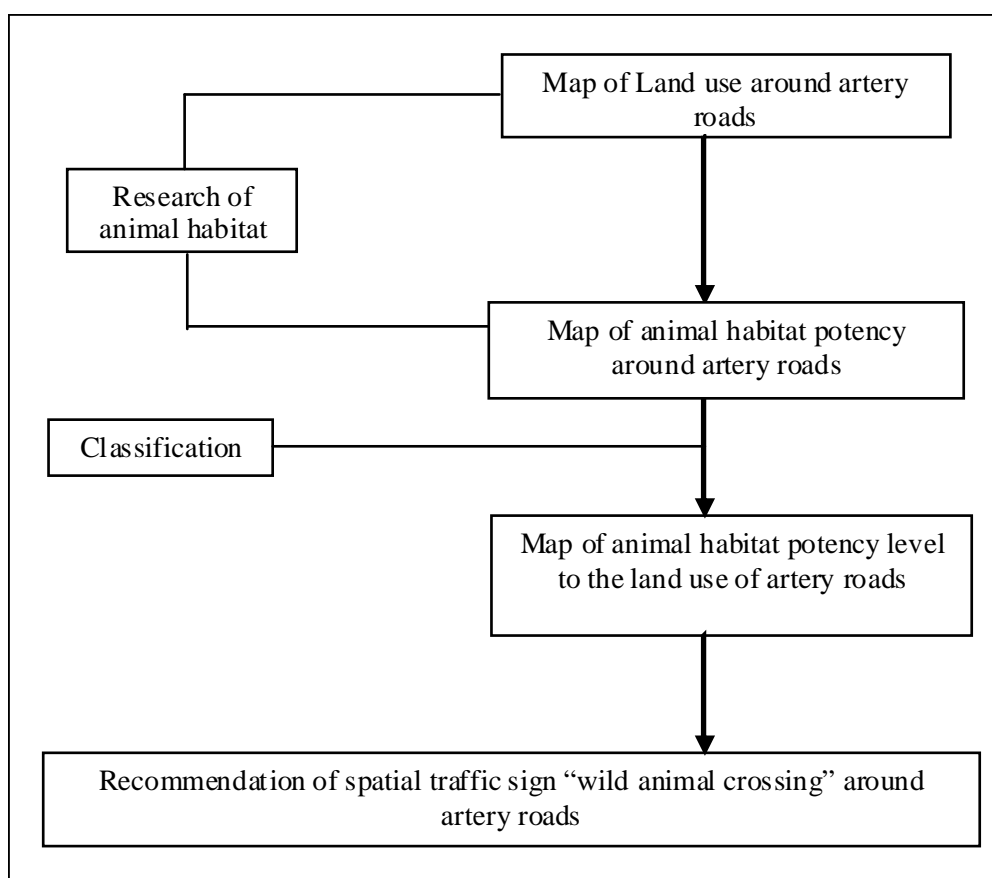 Map of Land use around artery
roads
Research of
animal habitat
Map of animal habitat potency
around artery roads
Classification
Map of animal habitat potency level
to the land use of artery roads
Recommendation of spatial traffic sign “wild animal crossing” around
artery roads